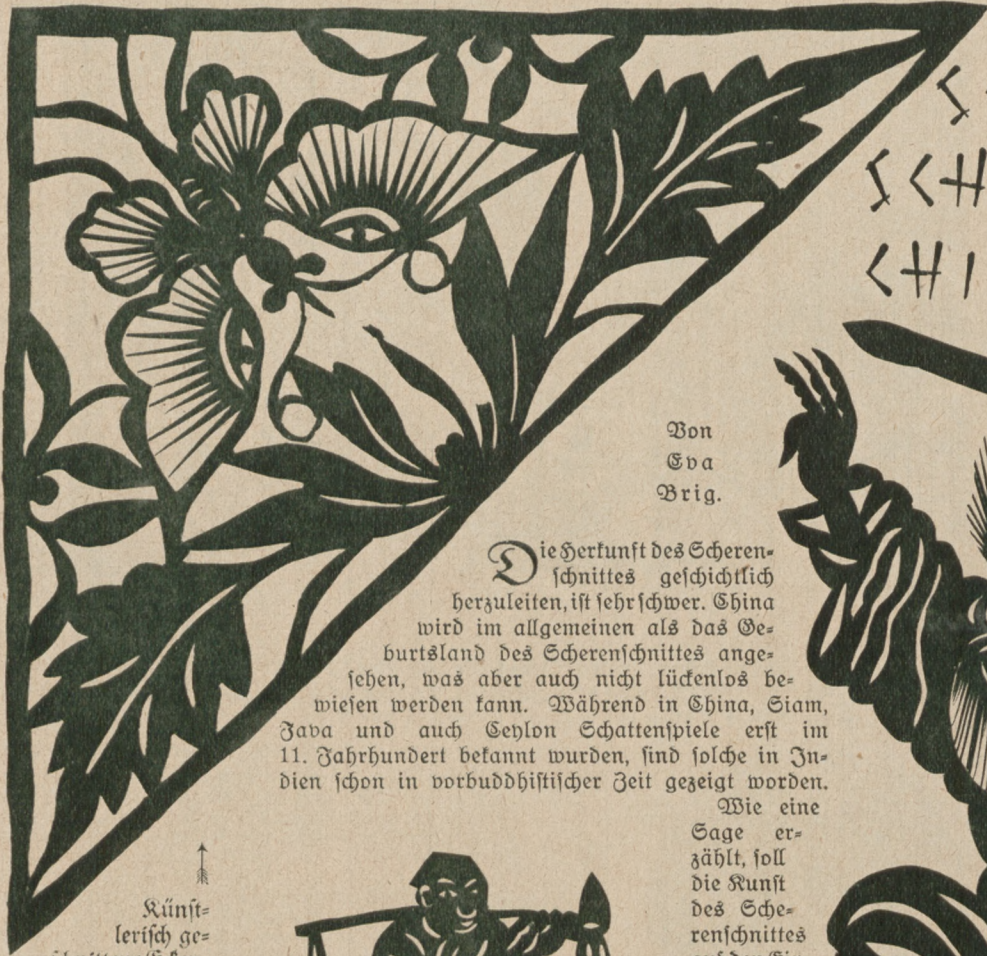 Von
Eva
Brig.
Die Herkunft des Scheren-
schnittes geschichtlich
herzuleiten, ist sehr schwer. China
wird im allgemeinen als das Ge-
burtsland des Scherenschnittes ange-
sehen, was aber auch nicht lückenlos be-
wiesen werden kann. Während in China, Siam,
Java und auch Ceylon Schattenspiele erst im
11. Jahrhundert bekannt wurden, sind solche in In-
dien schon in vorbuddhistischer Zeit gezeigt worden.
Wie eine
Sage er-
zählt, soll
die Kunst
des Sche-
renschnittes
Künst-
lerisch ge-